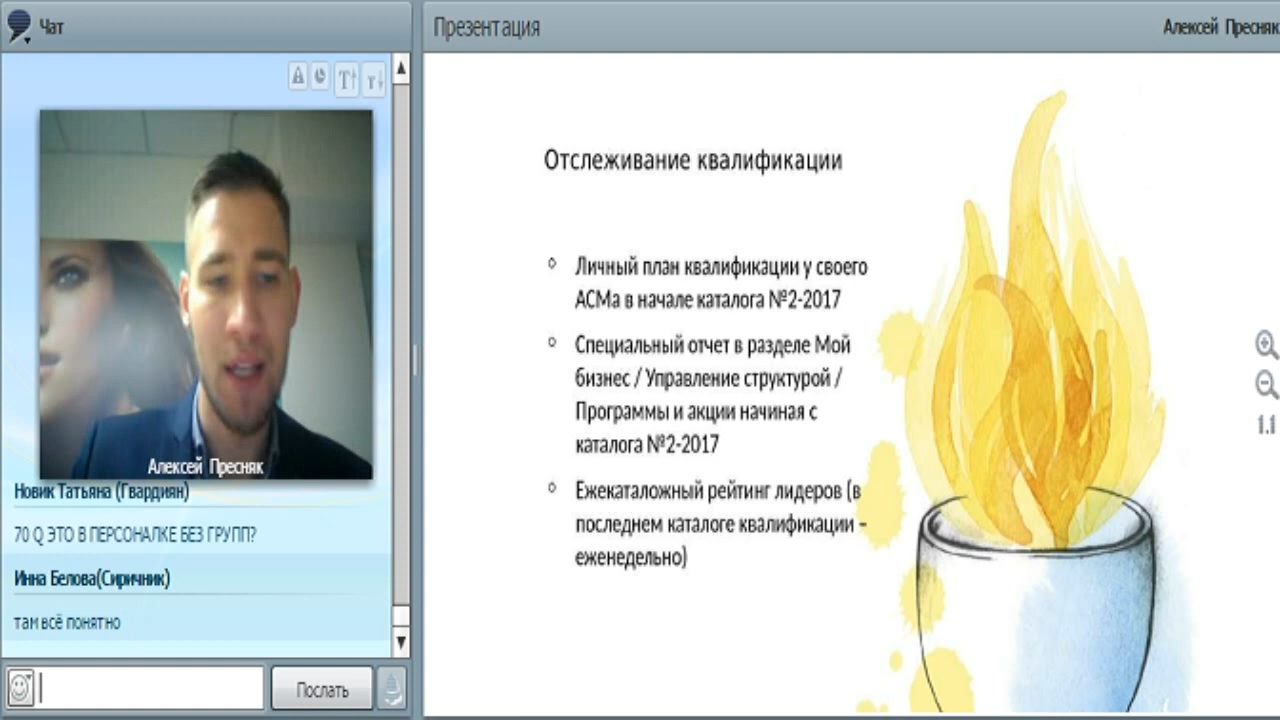 Чат
Презентация
Алексей Пресняк
Алексей Пресняк
Новик Татьяна (Гвардиян)
70 Q ЭТО В ПЕРСОНАЛКЕ БЕЗ ГРУПП?
Инна Белова(Сиричник)
там всё понятно
Послать
Отслеживание квалификации
Личный план квалификации у своего
АСМа в начале каталога №2-2017
Специальный отчет в разделе Мой
бизнес / Управление структурой /
Программы и акции начиная с
каталога №2-2017
Ежекаталожный рейтинг лидеров (в
последнем каталоге квалификации –
еженедельно)
1.1